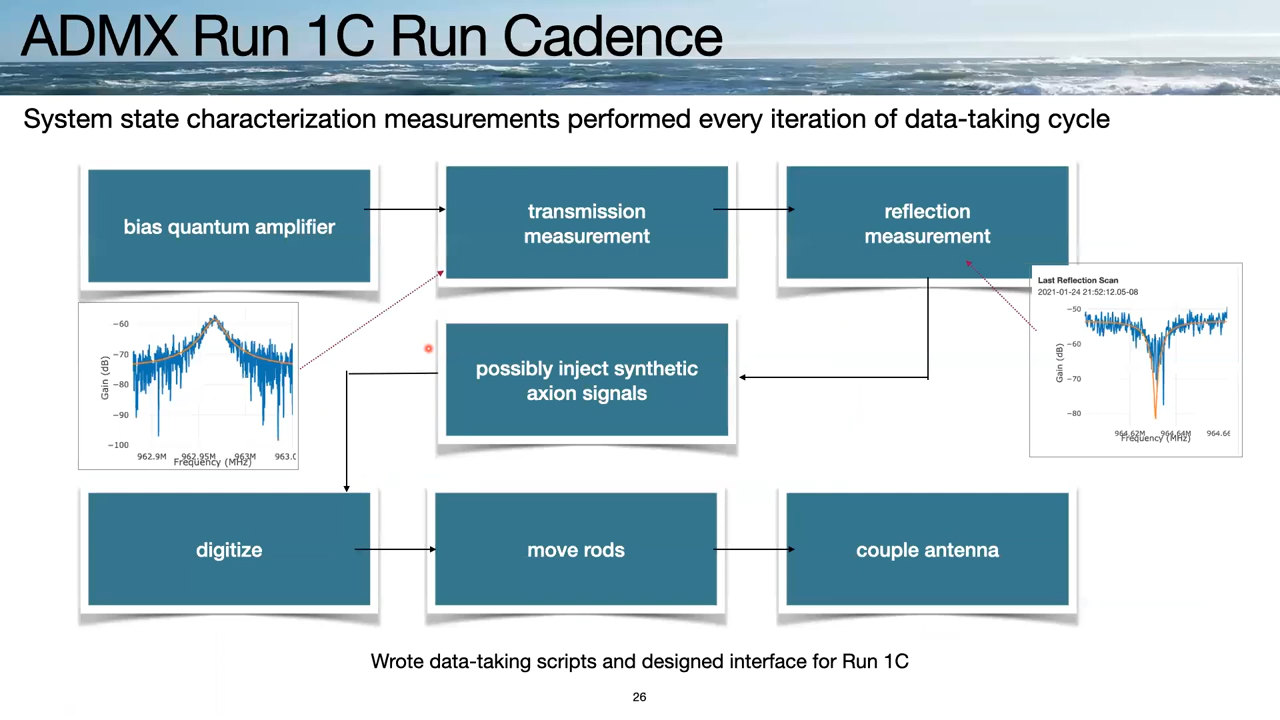 ADMX Run 1C Run Cadence
System state characterization measurements performed every iteration of data-taking cycle
bias quantum amplifier
transmission
measurement
reflection
measurement
−60
−70
−80
−90
−100
Gain (dB)
962.9M 962.95M 963M 963.0
Frequency (MHz)
possibly inject synthetic
axion signals
Last Reflection Scan
2021-01-24 21:52:12.05-08
−50
−60
−70
−80
Gain (dB)
964.62M 964.64M 964.66
Frequency (MHz)
digitize
move rods
couple antenna
Wrote data-taking scripts and designed interface for Run 1C
26